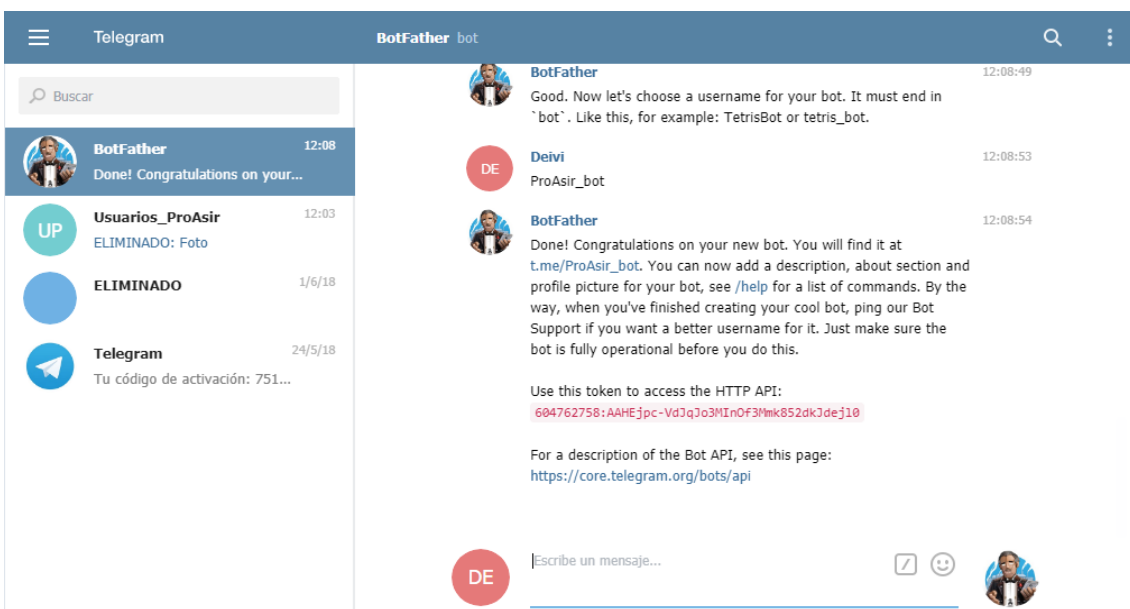 Telegram
BotFather bot
Buscar
BotFather 12:08
Done! Congratulations on your...
UP
Usuarios_ProAsir 12:03
ELIMINADO: Foto
ELIMINADO 1/6/18
Telegram 24/5/18
Tu código de activación: 751...
BotFather 12:08:49
Good. Now let's choose a username for your bot. It must end in
`bot`. Like this, for example: TetrisBot or tetris_bot.
DE
Deivi 12:08:53
ProAsir_bot
BotFather 12:08:54
Done! Congratulations on your new bot. You will find it at
t.me/ProAsir_bot. You can now add a description, about section and
profile picture for your bot, see /help for a list of commands. By the
way, when you've finished creating your cool bot, ping our Bot
Support if you want a better username for it. Just make sure the
bot is fully operational before you do this.
Use this token to access the HTTP API:
604762758:AAHEjpc-VdJqJo3MInOf3Mmk852dkJdejl0
For a description of the Bot API, see this page:
https://core.telegram.org/bots/api
DE
Escribe un mensaje...